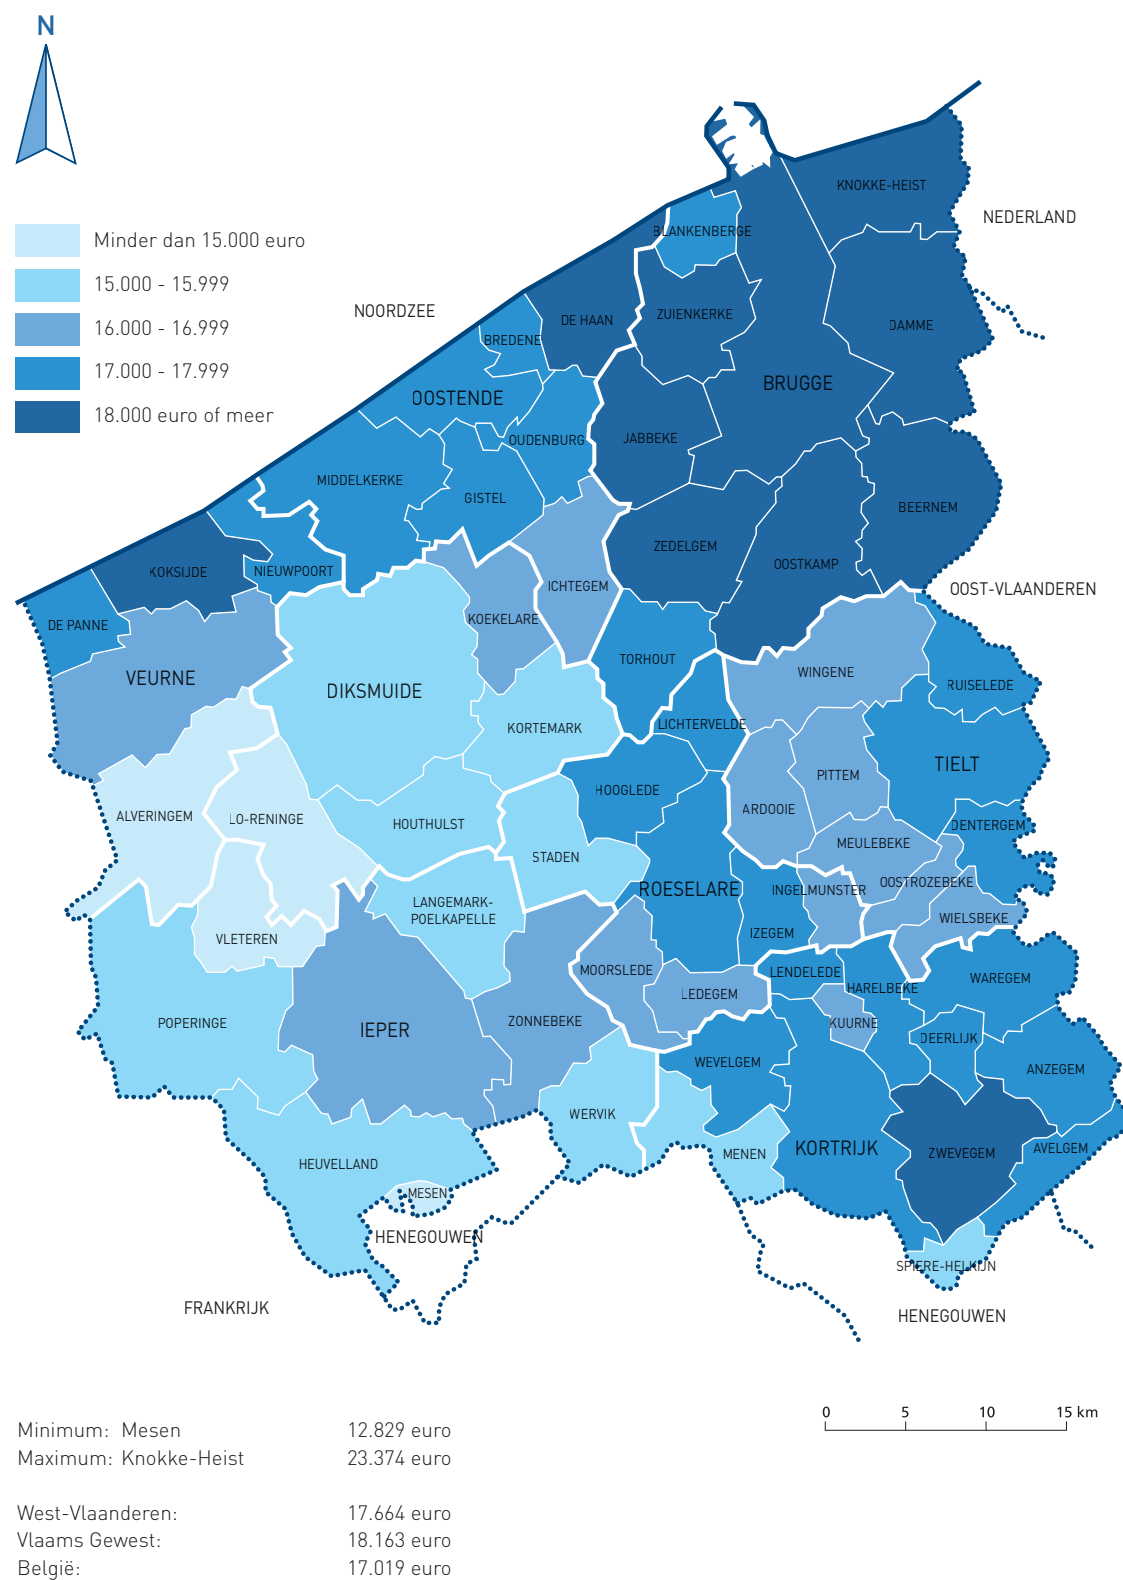 N
Minder dan 15.000 euro
15.000 - 15.999
16.000 - 16.999
17.000 - 17.999
18.000 euro of meer
KNOKKE-HEIST
NEDERLAND
BLANKENBERGE
NOORDZEE
DE HAAN
ZUIENKERKE
DAMME
BREDENE
BRUGGE
OOSTENDE
OUDENBURG
JABBEKE
MIDDELKERKE
GISTEL
BEERNEM
ZEDELGEM
OOSTKAMP
KOKSIJDE
NIEUWPOORT
ICHTEGEM
OOST-VLAANDEREN
DE PANNE
KOEKELARE
TORHOUT
VEURNE
DIKSMUIDE
WINGENE
RUISELEDE
KORTEMARK
LICHTERVELDE
TIELT
PITTEM
HOOGLEDE
ARDOOIE
ALVERINGEM
LO-RENINGE
HOUTHULST
DENTERGEM
MEULEBEKE
STADEN
OOSTROZEBEKE
ROESELARE
INGELMUNSTER
LANGEMARK-
POELKAPELLE
WIELSBEKE
IZEGEM
VLETEREN
MOORSLEDE
LENDELEDE
WAREGEM
HARELBEKE
LEDEGEM
POPERINGE
IEPER
ZONNEBEKE
KUURNE
DEERLIJK
WEVELGEM
ANZEGEM
WERVIK
KORTRIJK
AVELGEM
MENEN
ZWEVEGEM
HEUVELLAND
MESEN
HENEGOUWEN
SPIERE-HELKIJN
FRANKRIJK
HENEGOUWEN
0 5 10 15 km
Minimum: Mesen 12.829 euro
Maximum: Knokke-Heist 23.374 euro
West-Vlaanderen: 17.664 euro
Vlaams Gewest: 18.163 euro
België: 17.019 euro